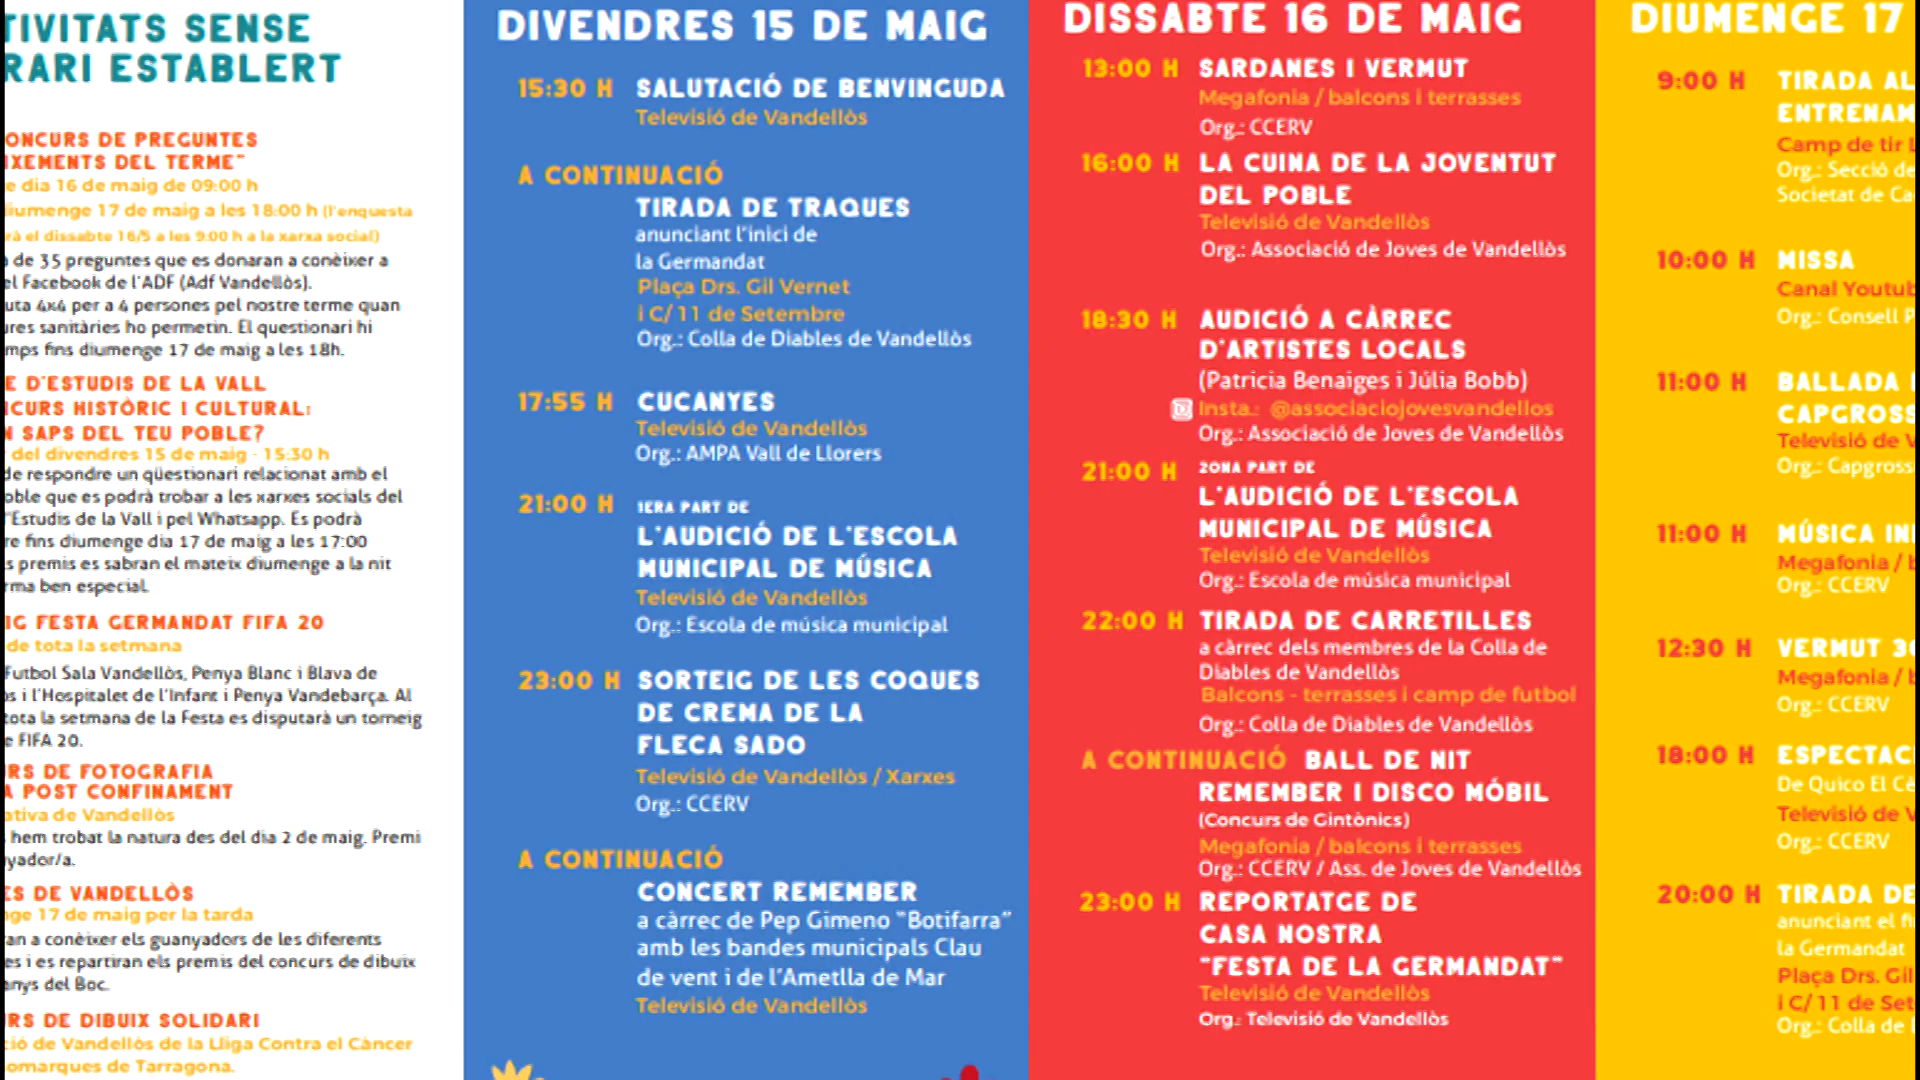 TIVITATS SENSE
RARI ESTABLERT
ONCURS DE PREGUNTES
IXEMENTS DEL TERME"
e dia 16 de maig de 09:00 h
iumenge 17 de maig a les 18:00 h (l'enquesta
rà el dissabte 16/5 a les 9:00 h a la xarxa social)
de 35 preguntes que es donaran a conèixer a
el Facebook de l'ADF (Adf Vandellòs).
uta 4x4 per a 4 persones pel nostre terme quan
ures sanitàries ho permetin. El questionari hi
mps fins diumenge 17 de maig a les 18h.
E D'ESTUDIS DE LA VALL
NCURS HISTÒRIC I CULTURAL:
N SAPS DEL TEU POBLE?
del divendres 15 de maig - 15:30 h
de respondre un qüestionari relacionat amb el
oble que es podrà trobar a les xarxes socials del
'Estudis de la Vall i pel Whatsapp. Es podrà
re fins diumenge dia 17 de maig a les 17:00
s premis es sabran el mateix diumenge a la nit
rma ben especial.
IG FESTA GERMANDAT FIFA 20
de tota la setmana
Futbol Sala Vandellòs, Penya Blanc i Blava de
s i l'Hospitalet de l'Infant i Penya Vandebarça. Al
tota la setmana de la Festa es disputarà un torneig
e FIFA 20.
RS DE FOTOGRAFIA
A POST CONFINAMENT
ativa de Vandellòs
hem trobat la natura des del dia 2 de maig. Premi
yador/a.
ES DE VANDELLÒS
nge 17 de maig per la tarda
ran a conèixer els guanyadors de les diferents
es i es repartiran els premis del concurs de dibuix
anys del Boc.
RS DE DIBUIX SOLIDARI
ció de Vandellòs de la Lliga Contra el Càncer
omarques de Tarragona.
DIVENDRES 15 DE MAIG
15:30 H SALUTACIÓ DE BENVINGUDA
Televisió de Vandellòs
A CONTINUACIÓ
TIRADA DE TRAQUES
anunciant l'inici de
la Germandat
Plaça Drs. Gil Vernet
i C/ 11 de Setembre
Org.: Colla de Diables de Vandellòs
17:55 H CUCANYES
Televisió de Vandellòs
Org.: AMPA Vall de Llorers
21:00 H 1ERA PART DE
L'AUDICIÓ DE L'ESCOLA
MUNICIPAL DE MÚSICA
Televisió de Vandellòs
Org.: Escola de música municipal
23:00 H SORTEIG DE LES COQUES
DE CREMA DE LA
FLECA SADO
Televisió de Vandellòs / Xarxes
Org.: CCERV
A CONTINUACIÓ
CONCERT REMEMBER
a càrrec de Pep Gimeno "Botifarra"
amb les bandes municipals Clau
de vent i de l'Ametlla de Mar
Televisió de Vandellòs
DISSABTE 16 DE MAIG
13:00 H SARDANES I VERMUT
Megafonia / balcons i terrasses
Org.: CCERV
16:00 H LA CUINA DE LA JOVENTUT
DEL POBLE
Televisió de Vandellòs
Org.: Associació de Joves de Vandellòs
18:30 H AUDICIÓ A CÀRREC
D'ARTISTES LOCALS
(Patricia Benaiges i Júlia Bobb)
Insta.: @associaciojovesvandellos
Org.: Associació de Joves de Vandellòs
21:00 H 2ONA PART DE
L'AUDICIÓ DE L'ESCOLA
MUNICIPAL DE MÚSICA
Televisió de Vandellòs
Org.: Escola de música municipal
22:00 H TIRADA DE CARRETILLES
a càrrec dels membres de la Colla de
Diables de Vandellòs
Balcons - terrasses i camp de futbol
Org.: Colla de Diables de Vandellòs
A CONTINUACIÓ BALL DE NIT
REMEMBER I DISCO MÓBIL
(Concurs de Gintònics)
Megafonia / balcons i terrasses
Org.: CCERV / Ass. de Joves de Vandellòs
23:00 H REPORTATGE DE
CASA NOSTRA
"FESTA DE LA GERMANDAT"
Televisió de Vandellòs
Org.: Televisió de Vandellòs
DIUMENGE 17
9:00 H TIRADA AL
ENTRENAM
Camp de tir L
Org.: Secció de
Societat de Ca
10:00 H MISSA
Canal Youtub
Org.: Consell P
11:00 H BALLADA
CAPGROSS
Televisió de V
Org.: Capgross
11:00 H MÚSICA IN
Megafonia / b
Org.: CCERV
12:30 H VERMUT 3
Megafonia / b
Org.: CCERV
18:00 H ESPECTAC
De Quico El Cè
Televisió de V
Org.: CCERV
20:00 H TIRADA DE
anunciant el fi
la Germandat
Plaça Drs. Gil
i C/ 11 de Set
Org.: Colla de